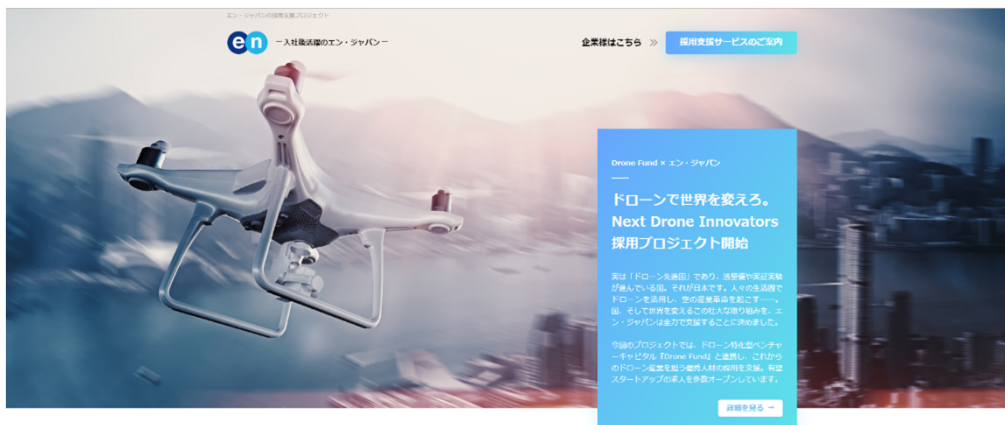 エン・ジャパンの採用支援プロジェクト
en
－入社後活躍のエン・ジャパン－
企業様はこちら
採用支援サービスのご案内
Drone Fund × エン・ジャパン
ドローンで世界を変えろ。
Next Drone Innovators
採用プロジェクト開始
実は「ドローン先進国」であり、法整備や実証実験
が進んでいる国。それが日本です。人々の生活圏で
ドローンを活用し、空の産業革命を起こす――。
国、そして世界を変えるこの壮大な取り組みを、エ
ン・ジャパンは全力で支援することに決めました。
今回のプロジェクトでは、ドローン特化型ベンチャ
ーキャピタル『Drone Fund』と連携し、これから
のドローン産業を担う優秀人材の採用を支援。有望
スタートアップの求人を多数オープンしています。
詳細を見る →